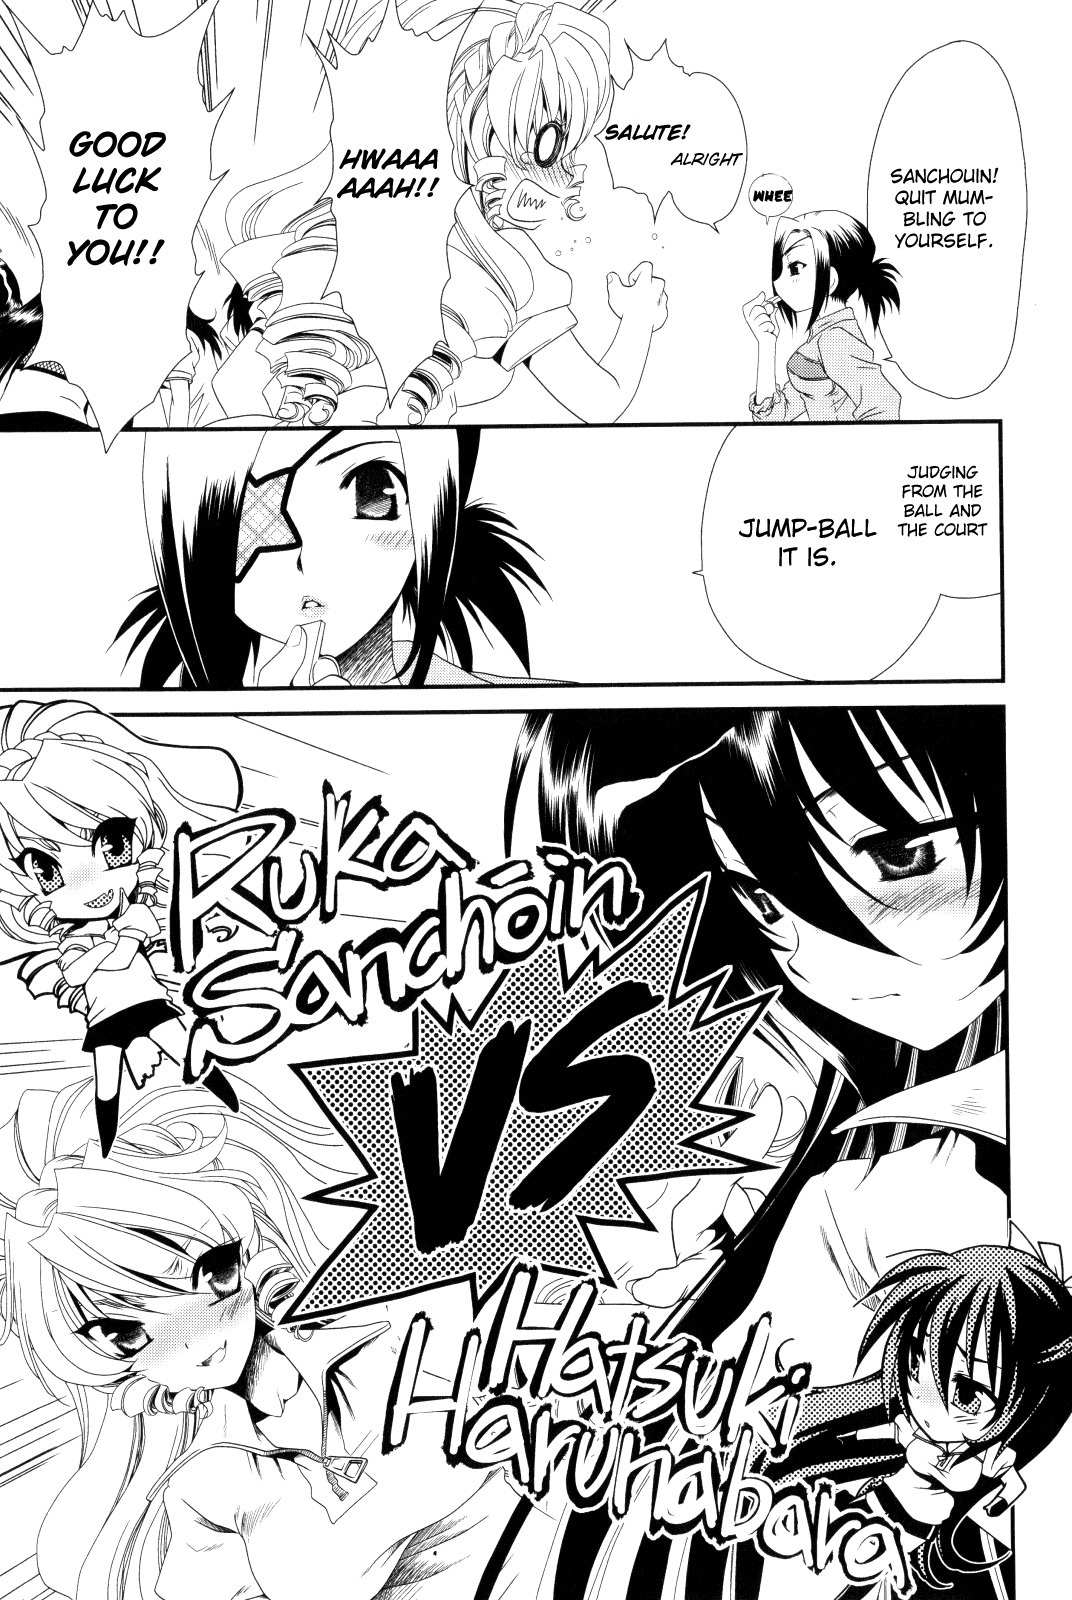 SANCHOUIN!
QUIT MUM-
BLING TO
YOURSELF.
WHEE
SALUTE!
ALRIGHT
HWAAA
AAAH!!
GOOD
LUCK
TO
YOU!!
JUDGING
FROM THE
BALL AND
THE COURT
JUMP-BALL
IT IS.
Ruka
Sanchōin
VS
Hatsuki
Harunabara